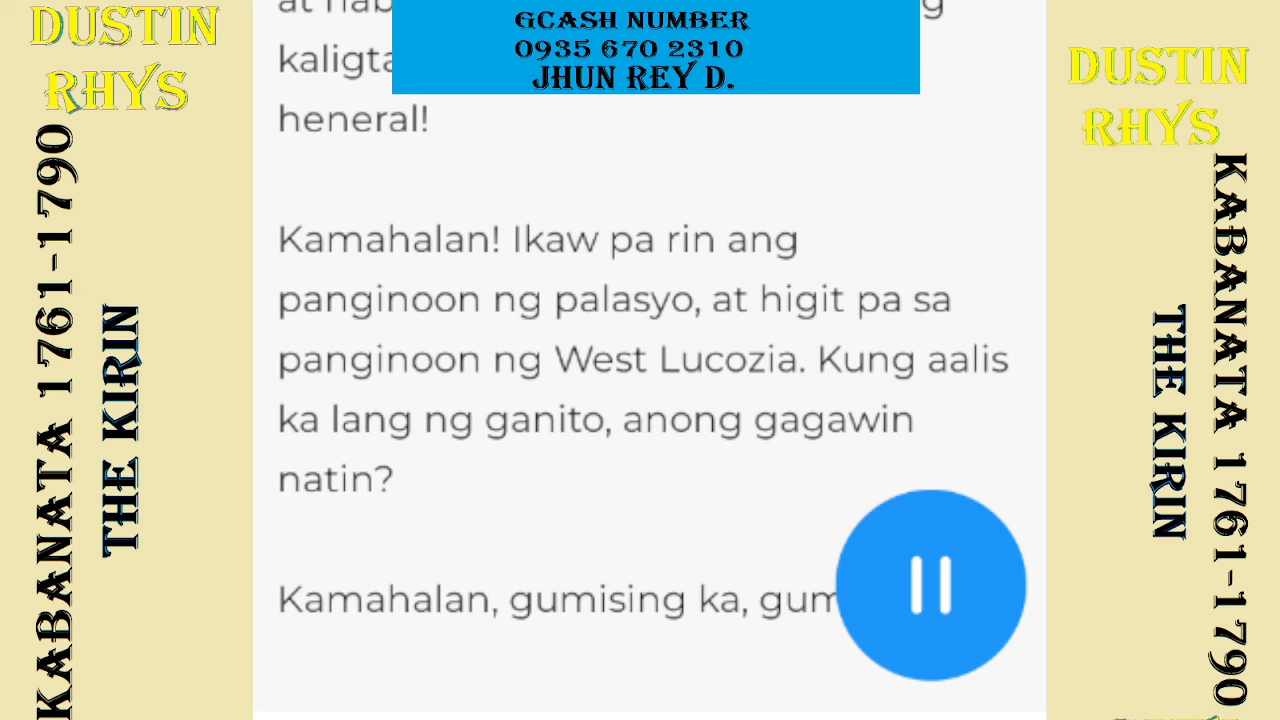 DUSTIN
RHYS
KABANATA 1761-1790
THE KIRIN
GCASH NUMBER
0935 670 2310
JHUN REY D.
heneral!
Kamahalan! Ikaw pa rin ang
panginoon ng palasyo, at higit pa sa
panginoon ng West Lucozia. Kung aalis
ka lang ng ganito, anong gagawin
natin?
Kamahalan, gumising ka,
DUSTIN
RHYS
KABANATA 1761-1790
THE KIRIN